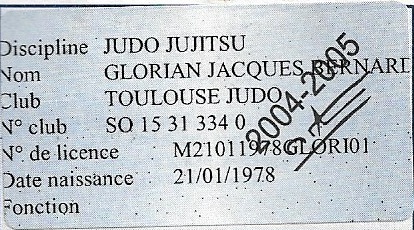 Discipline JUDO JUJITSU
Nom GLORIAN JACQUES BERNARD
Club TOULOUSE JUDO
N° club SO 15 31 334 0
N° de licence M21011978GLORI01
Date naissance 21/01/1978
Fonction
2004-2005